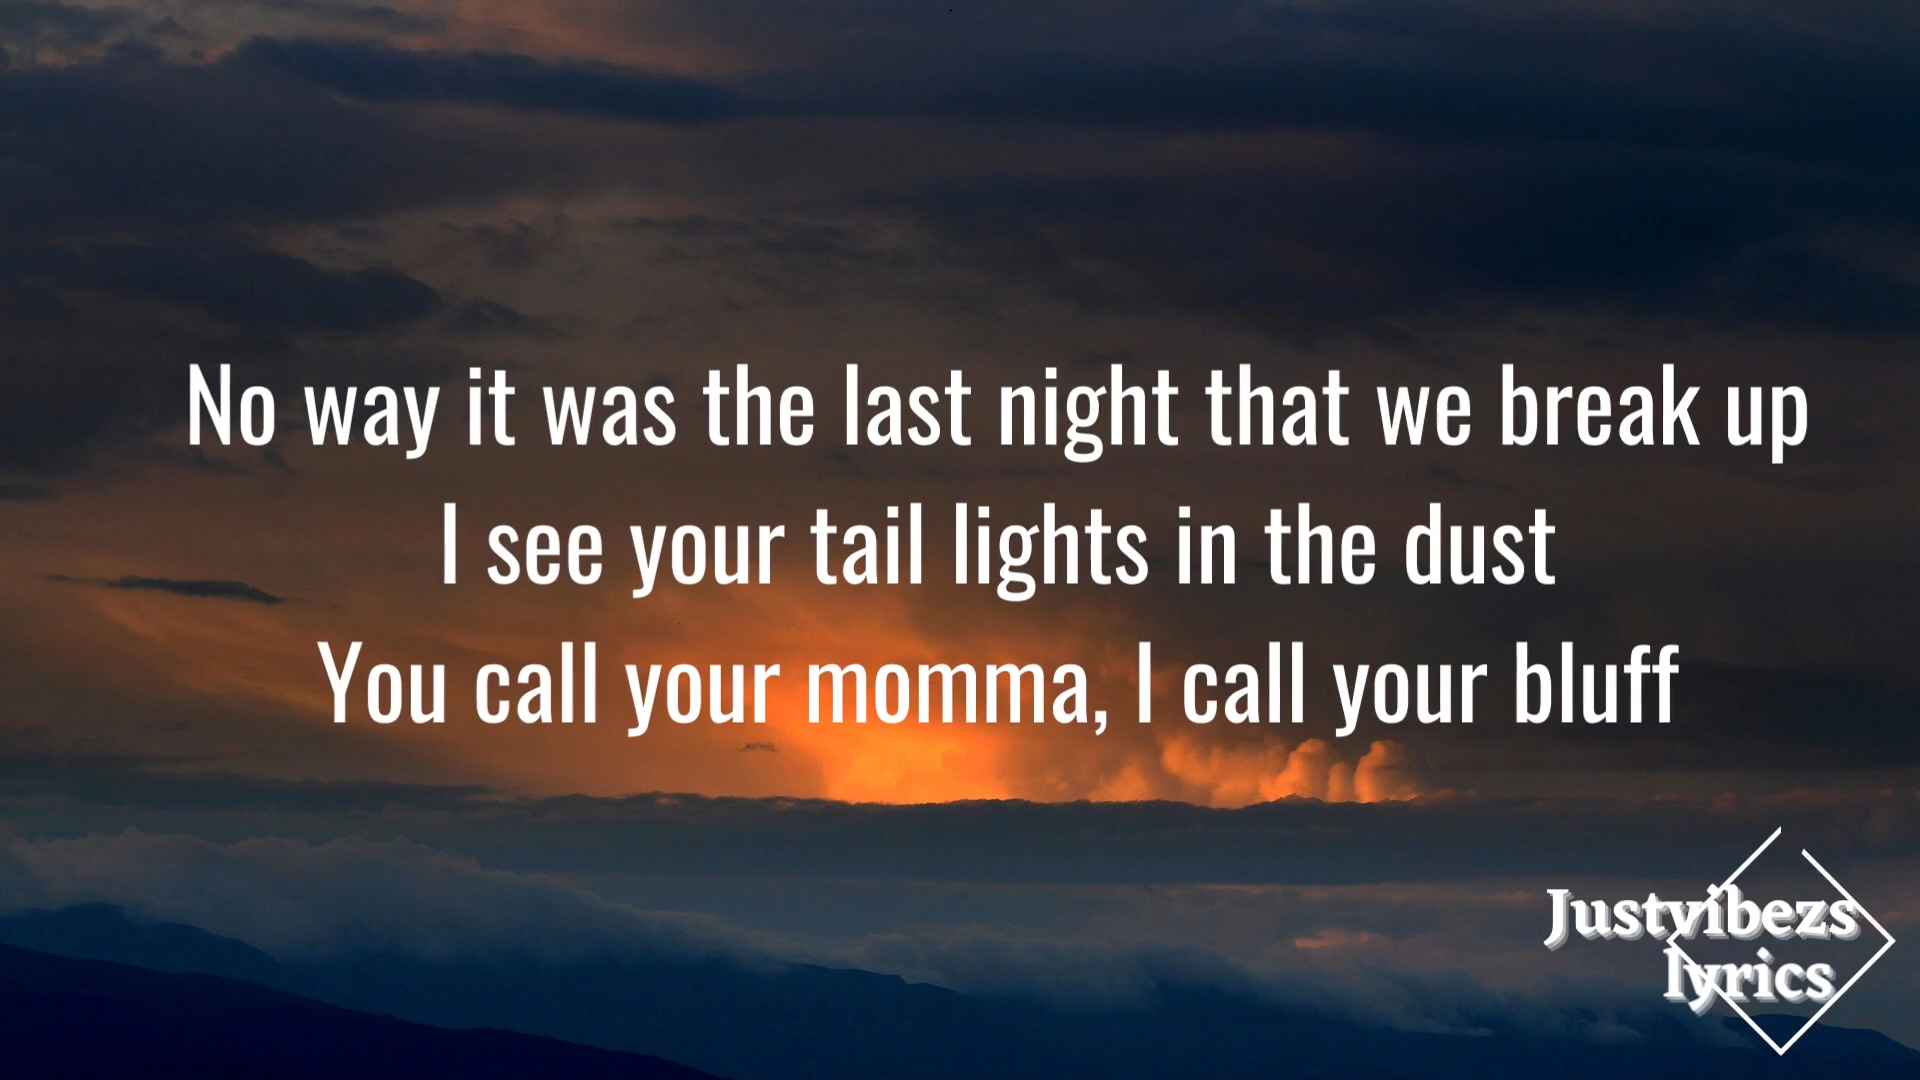 No way it was the last night that we break up
I see your tail lights in the dust
You call your momma, I call your bluff
Justvibezs
lyrics